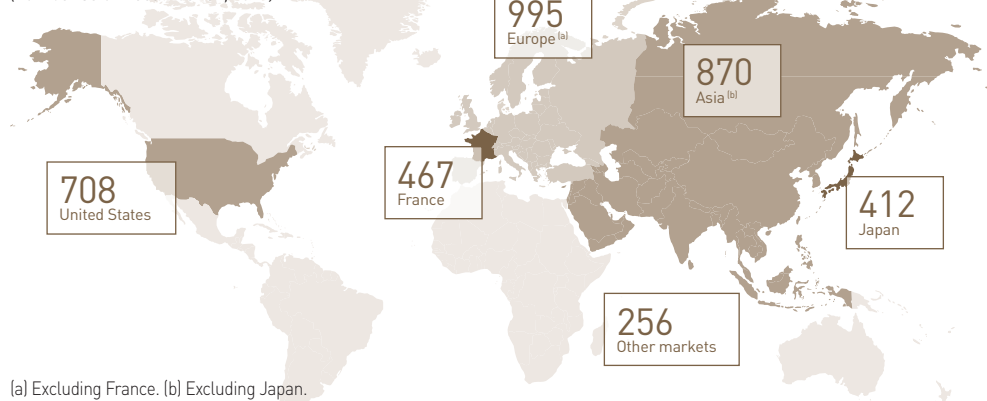 995
Europe (a)
870
Asia (b)
708
United States
467
France
412
Japan
256
Other markets
(a) Excluding France. (b) Excluding Japan.